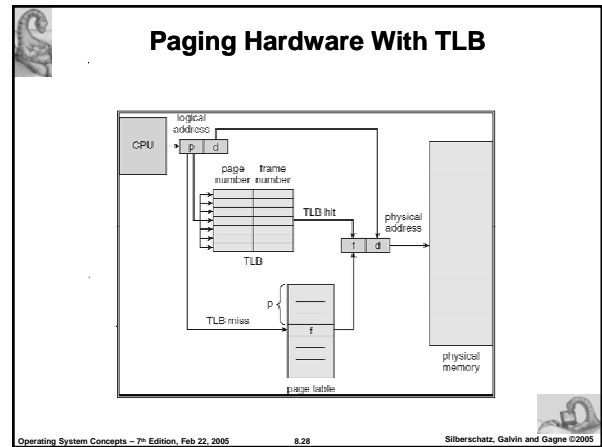 Paging Hardware With TLB
logical
address
CPU
p d
page frame
number number
TLB hit
physical
address
f d
TLB
p
TLB miss
f
physical
memory
page table
Operating System Concepts – 7th Edition, Feb 22, 2005 8.28 Silberschatz, Galvin and Gagne ©2005